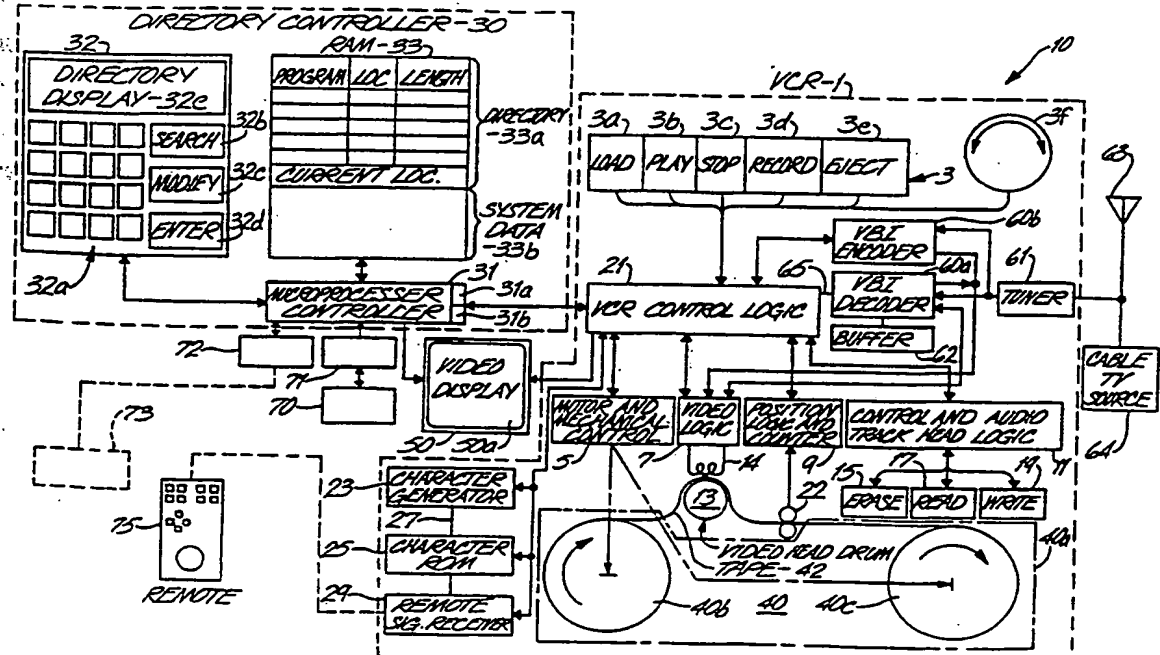 DIRECTORY CONTROLLER-30
32
DIRECTORY
DISPLAY-32e
32b
SEARCH
32c
MODIFY
32d
ENTER
32a
RAM-33
PROGRAM LOC LENGTH
CURRENT LOC.
DIRECTORY
-33a
SYSTEM
DATA
-33b
31
MICROPROCESSER
CONTROLLER
31a
31b
72
71
70
73
VIDEO
DISPLAY
50
50a
10
VCR-1
3a 3b 3c 3d 3e
LOAD PLAY STOP RECORD EJECT
3
3f
21
VCR CONTROL LOGIC
65
60b
V.B.I
ENCODER
60a
V.B.I
DECODER
BUFFER
62
61
TUNER
63
CABLE
TV
SOURCE
64
MOTOR AND
MECHANICAL
CONTROL
5
VIDEO
LOGIC
7
14
POSITION
LOGIC AND
COUNTER
9
CONTROL AND AUDIO
TRACK HEAD LOGIC
11
15 17 19
ERASE READ WRITE
13
22
VIDEO HEAD DRUM
TAPE-42
40a
40b
40
40c
23
CHARACTER
GENERATOR
27
25
CHARACTER
ROM
29
REMOTE
SIG. RECEIVER
75
REMOTE